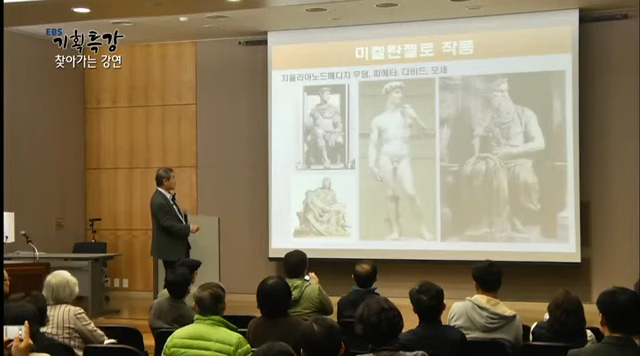 EBS
기획특강
찾아가는 강연
미켈란젤로 작품
지울리아노드메디치 무덤, 피에타, 다비드, 모세